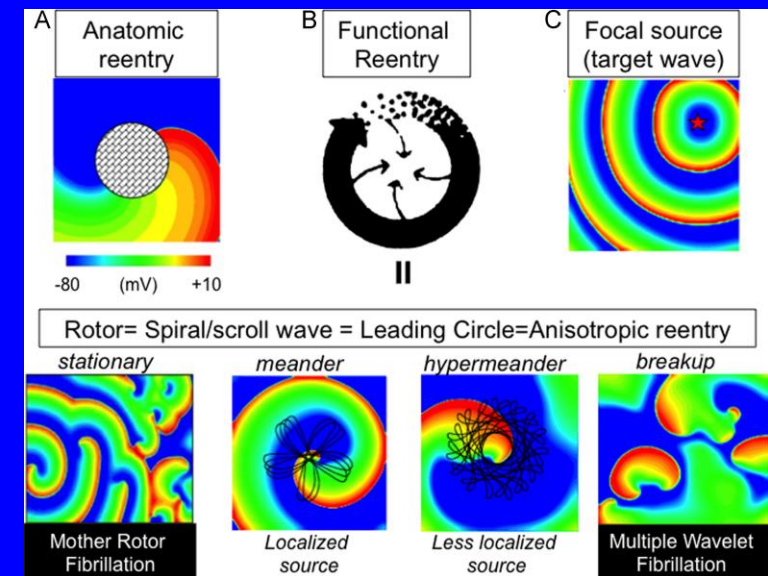 A
Anatomic
reentry
B
Functional
Reentry
C
Focal source
(target wave)
-80 (mV) +10
Rotor= Spiral/scroll wave = Leading Circle=Anisotropic reentry
stationary
meander
hypermeander
breakup
Mother Rotor
Fibrillation
Localized
source
Less localized
source
Multiple Wavelet
Fibrillation